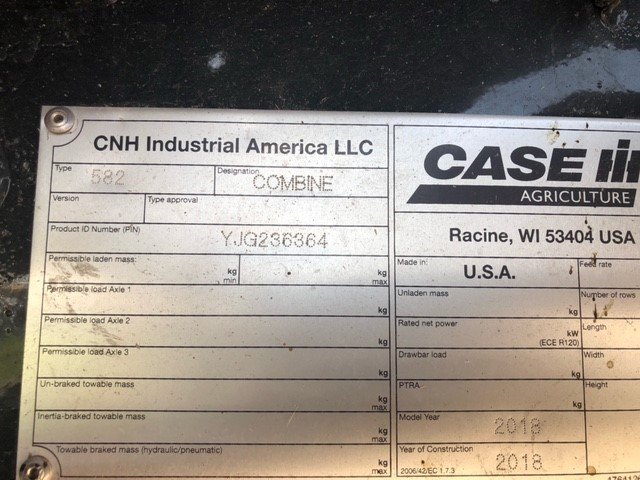 CNH Industrial America LLC
Type 582 Designation COMBINE
Version Type approval
Product ID Number (PIN) YJG236364
Permissible laden mass: kg min kg max
Permissible load Axle 1 kg max
Permissible load Axle 2 kg max
Permissible load Axle 3 kg max
Un-braked towable mass kg max
Inertia-braked towable mass kg max
Towable braked mass (hydraulic/pneumatic) kg max
CASE IH
AGRICULTURE
Racine, WI 53404 USA
Made in: U.S.A. Feed rate
Unladen mass kg Number of rows
Rated net power kW (ECE R120) Length
Drawbar load kg Width
PTRA kg Height
Model Year 2018
Year of Construction 2018
2006/42/EC 1.7.3